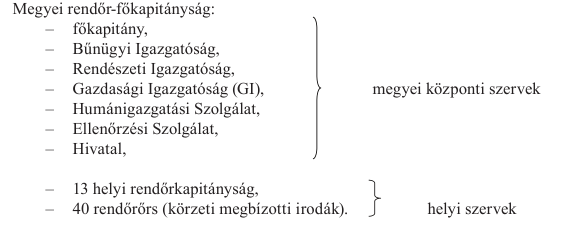 Megyei rendőr-főkapitányság:
– főkapitány,
– Bűnügyi Igazgatóság,
– Rendészeti Igazgatóság,
– Gazdasági Igazgatóság (GI), megyei központi szervek
– Humánigazgatási Szolgálat,
– Ellenőrzési Szolgálat,
– Hivatal,
– 13 helyi rendőrkapitányság,
– 40 rendőrőrs (körzeti megbízotti irodák). helyi szervek